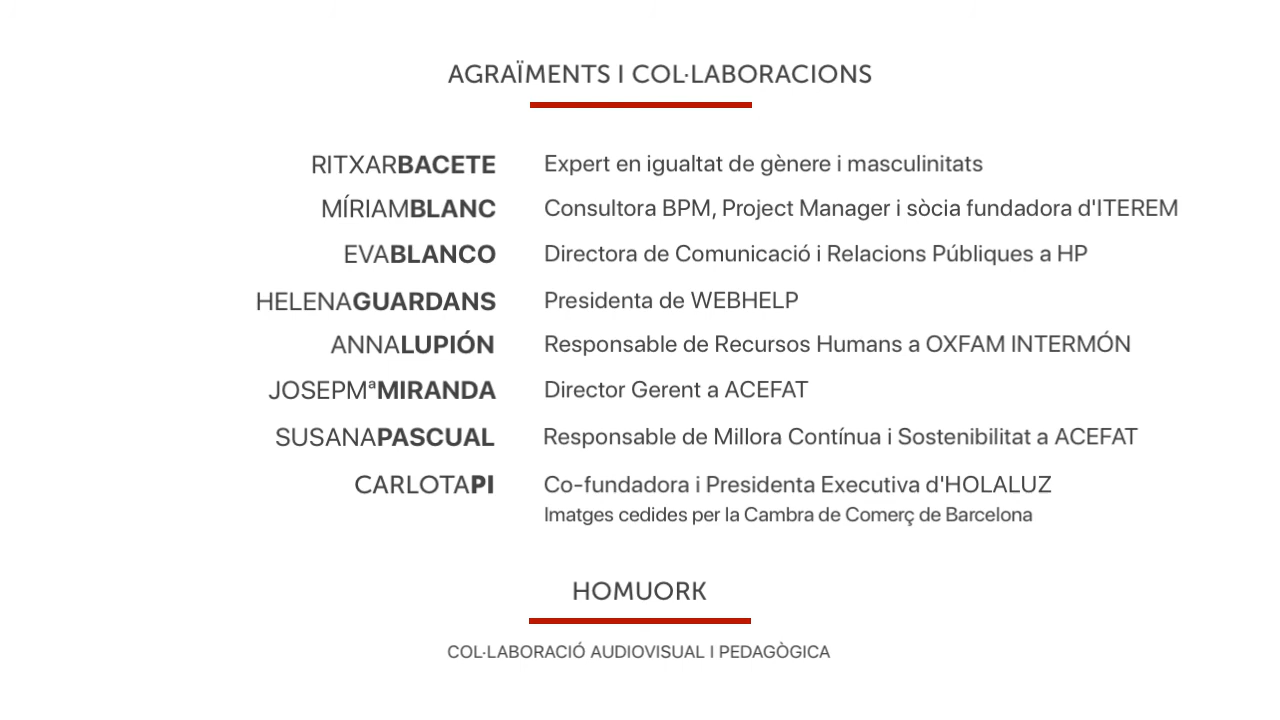 AGRAÏMENTS I COL·LABORACIONS
RITXARBACETE Expert en igualtat de gènere i masculinitats
MÍRIAMBLANC Consultora BPM, Project Manager i sòcia fundadora d'ITEREM
EVABLANCO Directora de Comunicació i Relacions Públiques a HP
HELENAGUARDANS Presidenta de WEBHELP
ANNALUPIÓN Responsable de Recursos Humans a OXFAM INTERMÓN
JOSEPMªMIRANDA Director Gerent a ACEFAT
SUSANAPASCUAL Responsable de Millora Contínua i Sostenibilitat a ACEFAT
CARLOTAPI Co-fundadora i Presidenta Executiva d'HOLALUZ
Imatges cedides per la Cambra de Comerç de Barcelona
HOMUORK
COL·LABORACIÓ AUDIOVISUAL I PEDAGÒGICA